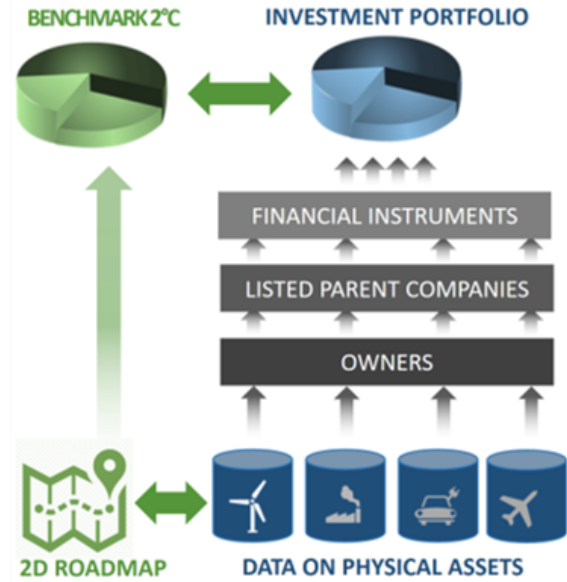 BENCHMARK 2°C
INVESTMENT PORTFOLIO
FINANCIAL INSTRUMENTS
LISTED PARENT COMPANIES
OWNERS
2D ROADMAP
DATA ON PHYSICAL ASSETS